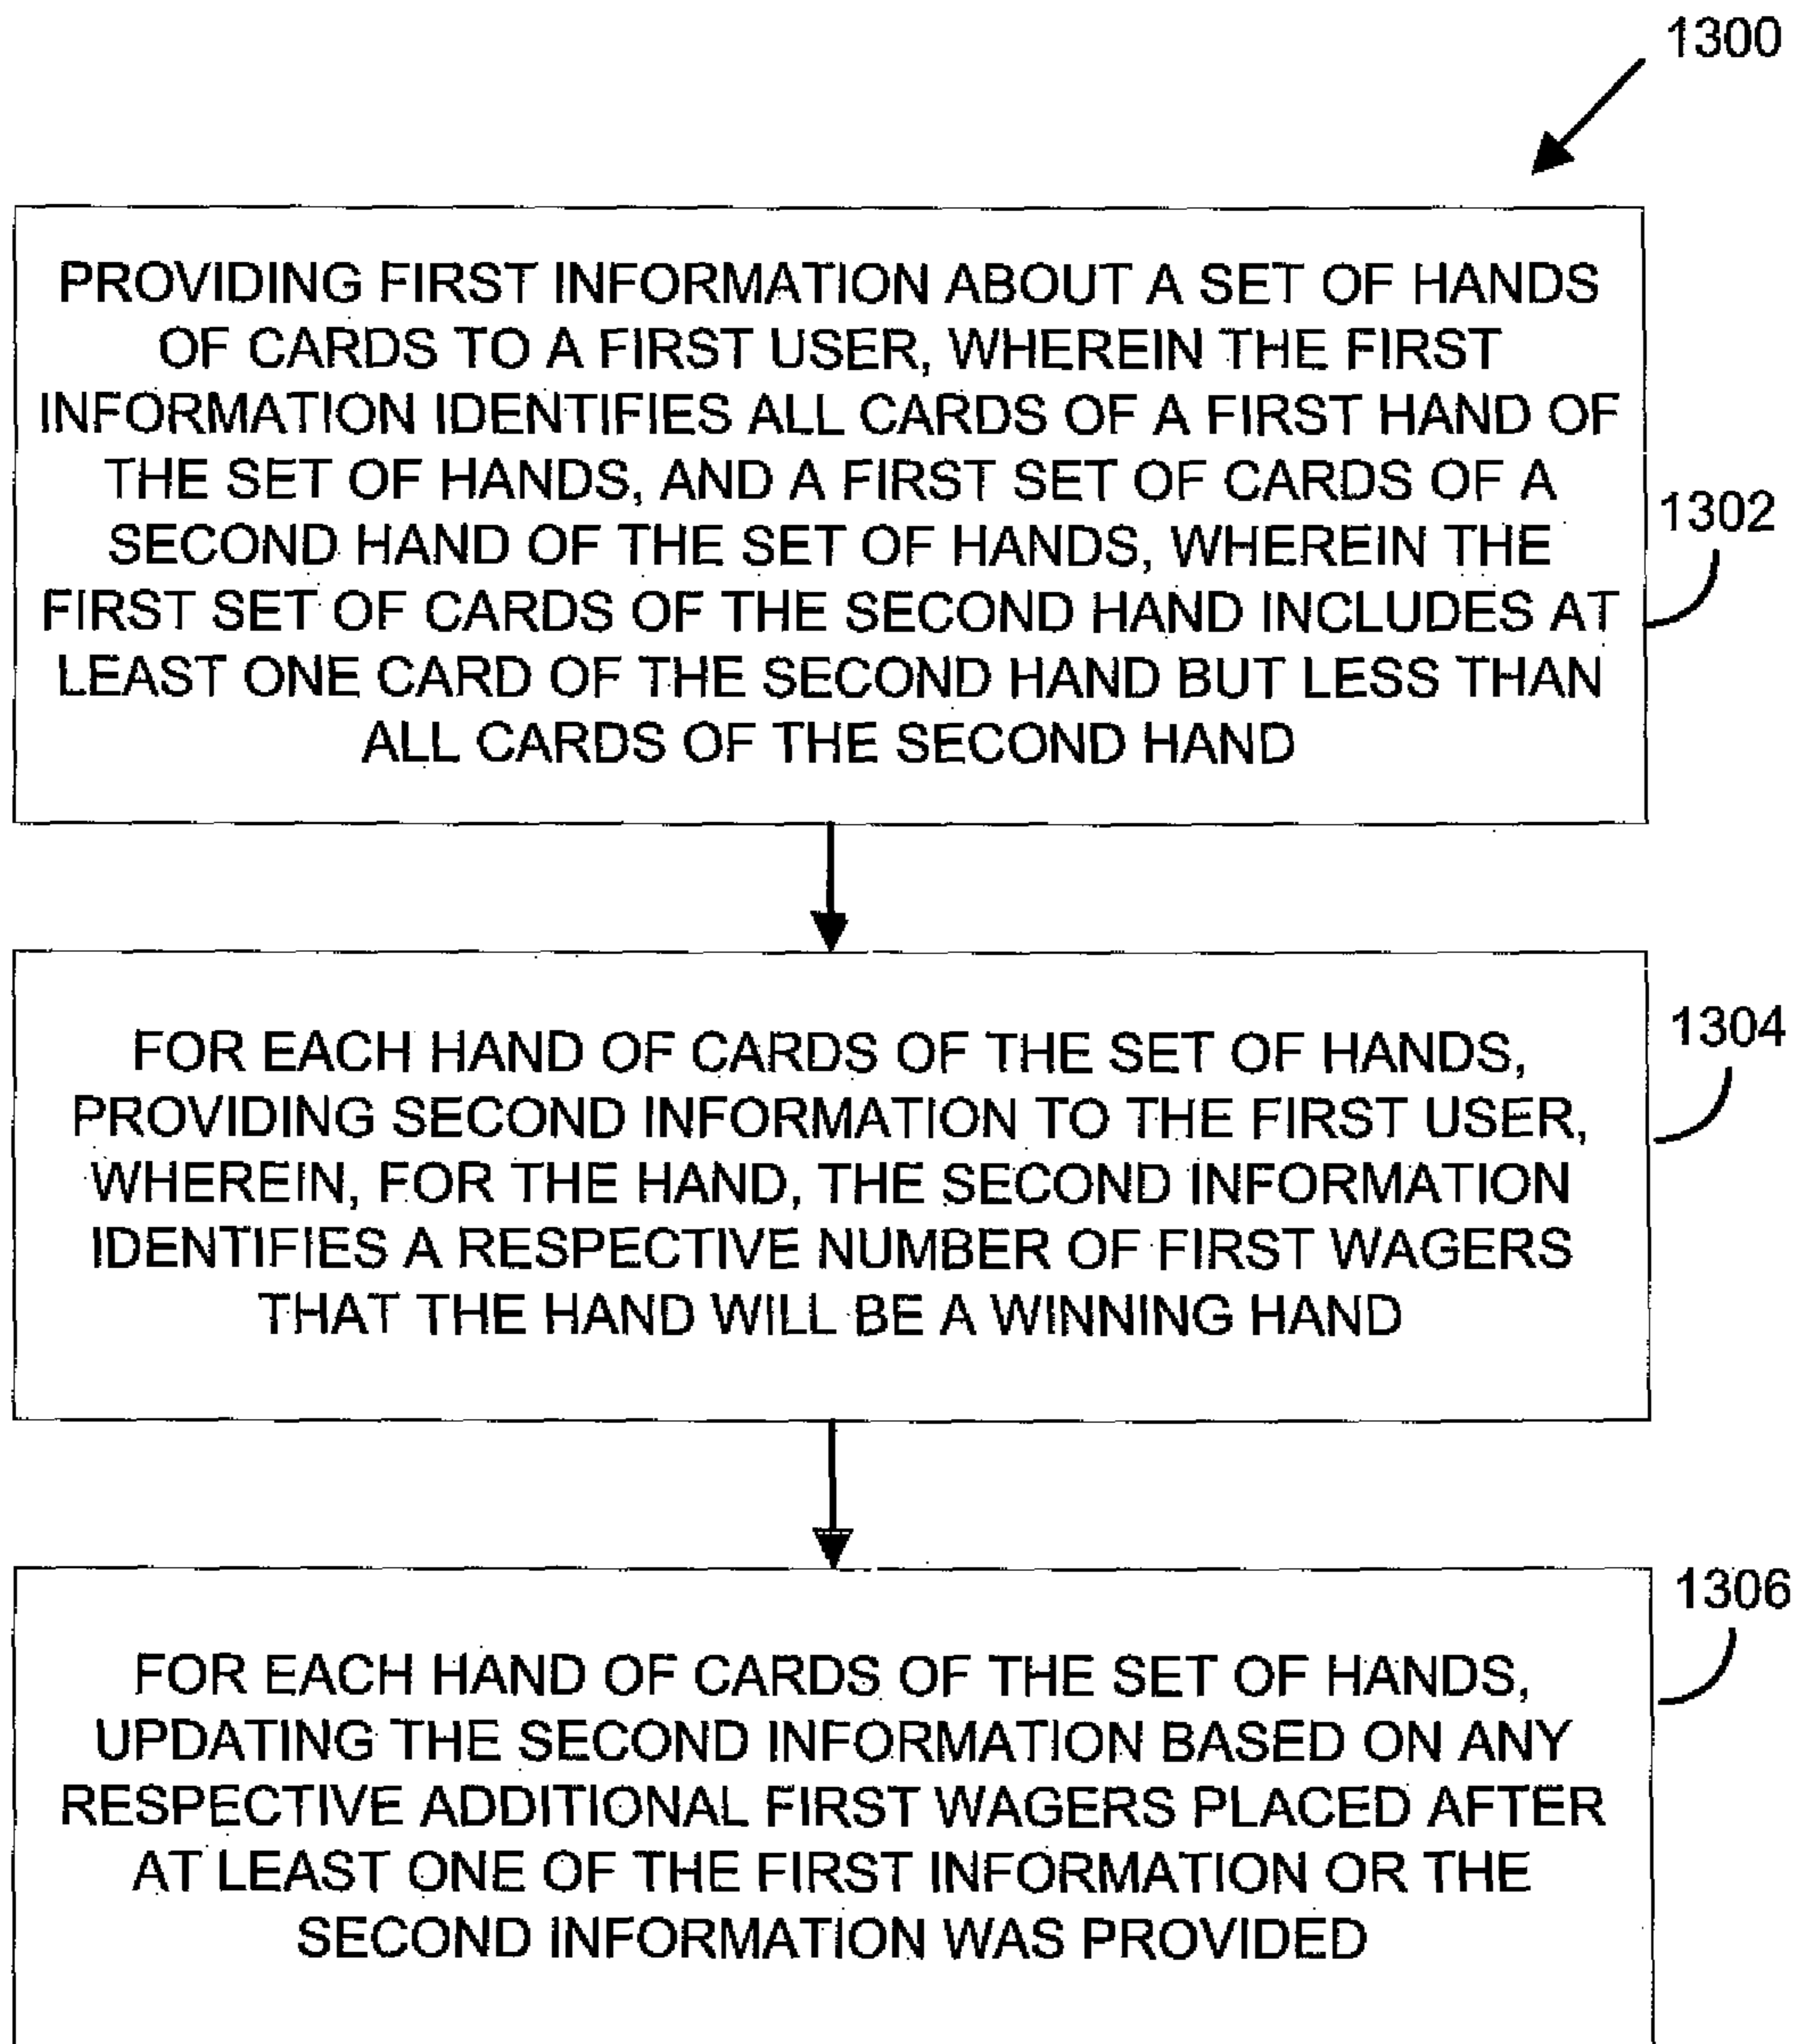 1300
PROVIDING FIRST INFORMATION ABOUT A SET OF HANDS
OF CARDS TO A FIRST USER, WHEREIN THE FIRST
INFORMATION IDENTIFIES ALL CARDS OF A FIRST HAND OF
THE SET OF HANDS, AND A FIRST SET OF CARDS OF A
SECOND HAND OF THE SET OF HANDS, WHEREIN THE
FIRST SET OF CARDS OF THE SECOND HAND INCLUDES AT
LEAST ONE CARD OF THE SECOND HAND BUT LESS THAN
ALL CARDS OF THE SECOND HAND
1302
FOR EACH HAND OF CARDS OF THE SET OF HANDS,
PROVIDING SECOND INFORMATION TO THE FIRST USER,
WHEREIN, FOR THE HAND, THE SECOND INFORMATION
IDENTIFIES A RESPECTIVE NUMBER OF FIRST WAGERS
THAT THE HAND WILL BE A WINNING HAND
1304
FOR EACH HAND OF CARDS OF THE SET OF HANDS,
UPDATING THE SECOND INFORMATION BASED ON ANY
RESPECTIVE ADDITIONAL FIRST WAGERS PLACED AFTER
AT LEAST ONE OF THE FIRST INFORMATION OR THE
SECOND INFORMATION WAS PROVIDED
1306